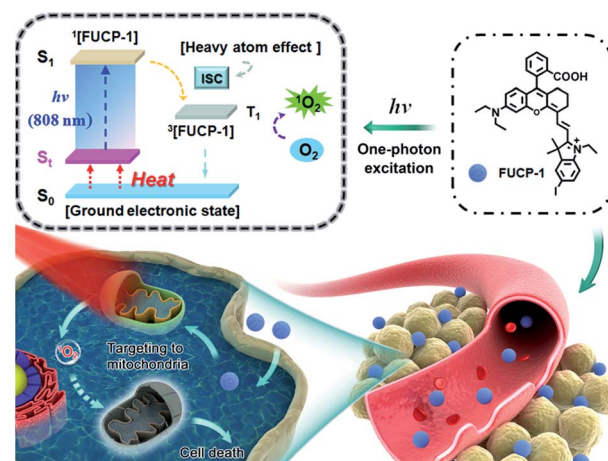 ¹[FUCP-1]
S₁
[Heavy atom effect ]
ISC
¹O₂
hν
(808 nm)
T₁
³[FUCP-1]
O₂
Sₜ
Heat
S₀
[Ground electronic state]
hν
One-photon
excitation
COOH
N
O
N⁺
I
FUCP-1
¹O₂
Targeting to
mitochondria
Cell death